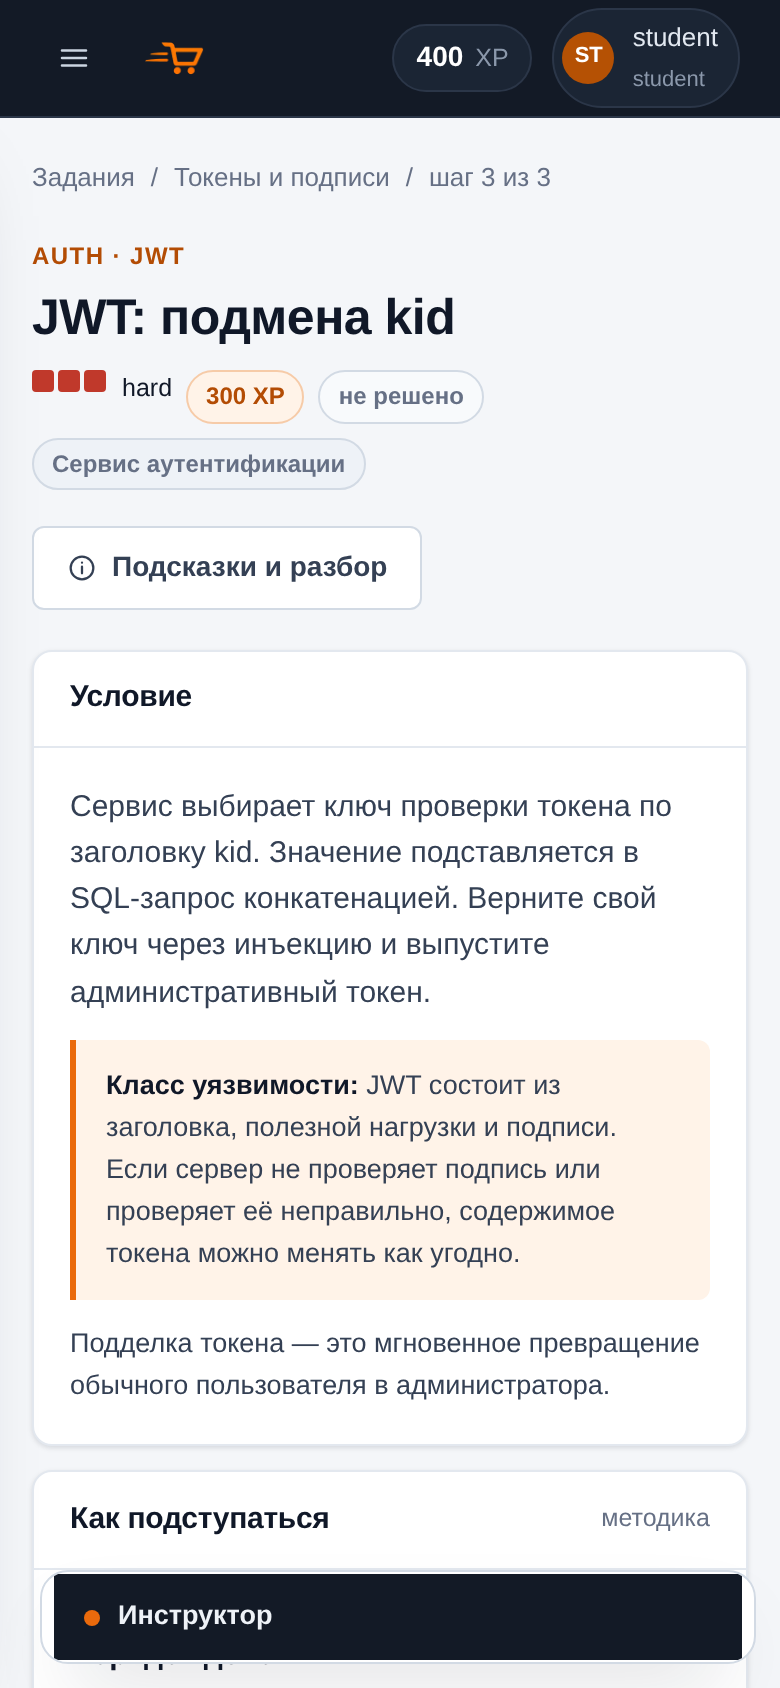 400 XP
ST
student
student
Задания / Токены и подписи / шаг 3 из 3
AUTH · JWT
JWT: подмена kid
hard
300 XP
не решено
Сервис аутентификации
Подсказки и разбор
Условие
Сервис выбирает ключ проверки токена по
заголовку kid. Значение подставляется в
SQL-запрос конкатенацией. Верните свой
ключ через инъекцию и выпустите
административный токен.
Класс уязвимости: JWT состоит из
заголовка, полезной нагрузки и подписи.
Если сервер не проверяет подпись или
проверяет её неправильно, содержимое
токена можно менять как угодно.
Подделка токена — это мгновенное превращение
обычного пользователя в администратора.
Как подступаться
методика
Инструктор